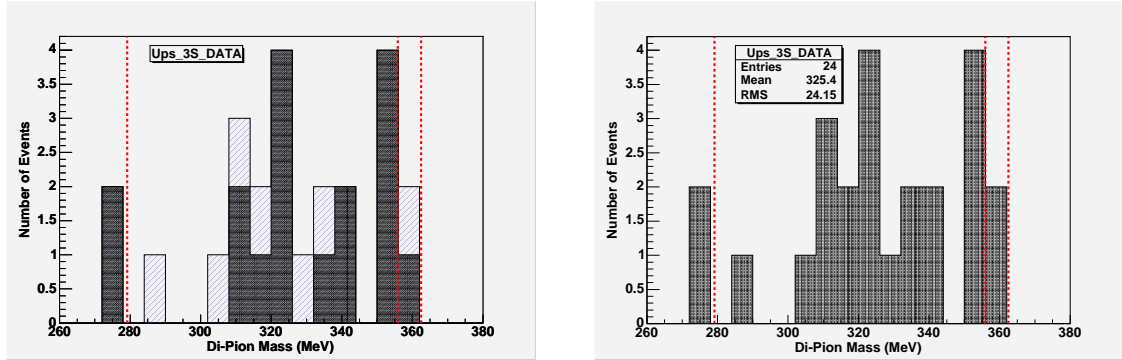 Ups_3S_DATA
Number of Events
4
3.5
3
2.5
2
1.5
1
0.5
0
260 280 300 320 340 360 380
Di-Pion Mass (MeV)
Ups_3S_DATA
Entries 24
Mean 325.4
RMS 24.15
Number of Events
4
3.5
3
2.5
2
1.5
1
0.5
0
260 280 300 320 340 360 380
Di-Pion Mass (MeV)